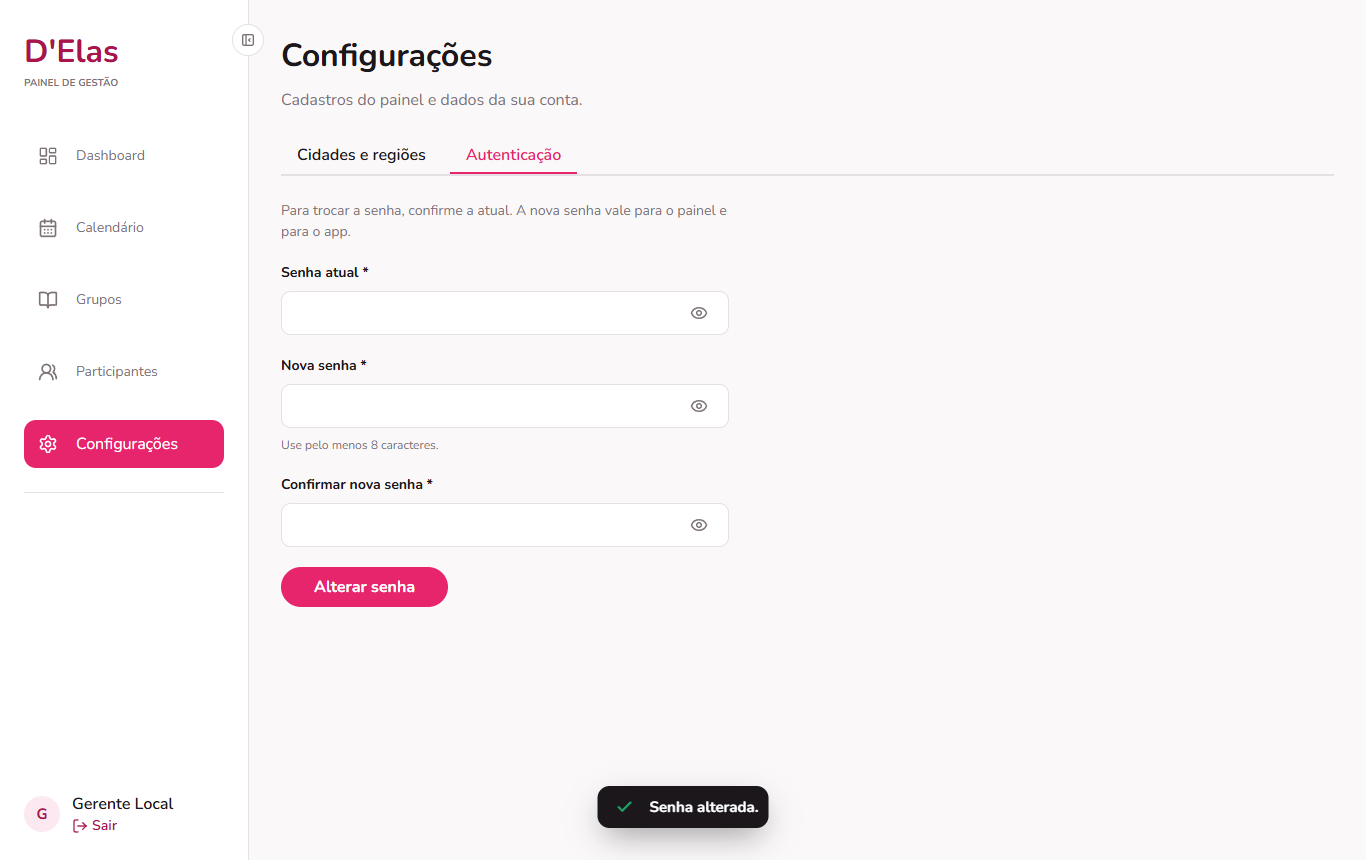 D'Elas
PAINEL DE GESTÃO
Dashboard
Calendário
Grupos
Participantes
Configurações
G
Gerente Local
Sair
Configurações
Cadastros do painel e dados da sua conta.
Cidades e regiões
Autenticação
Para trocar a senha, confirme a atual. A nova senha vale para o painel e
para o app.
Senha atual *
Nova senha *
Use pelo menos 8 caracteres.
Confirmar nova senha *
Alterar senha
Senha alterada.